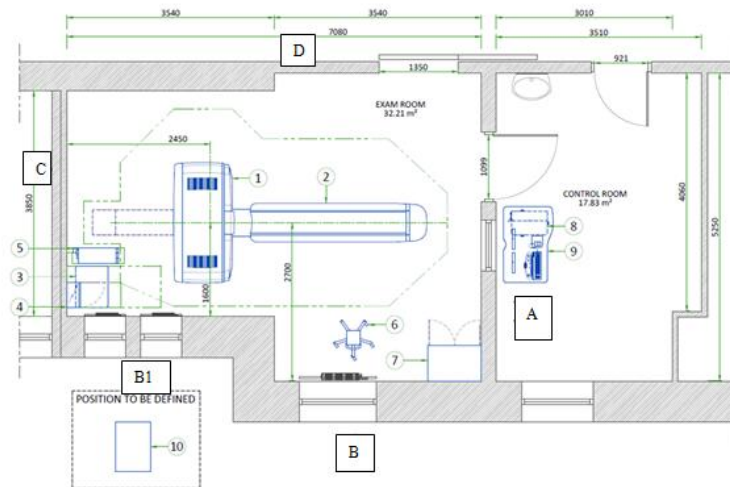 3540
3540
3010
7080
3510
D
1350
921
EXAM ROOM
32.21 m²
2450
C
3850
1
2
1099
CONTROL ROOM
17.83 m²
4060
5250
8
9
5
3
4
1600
2700
6
7
A
B1
POSITION TO BE DEFINED
10
B